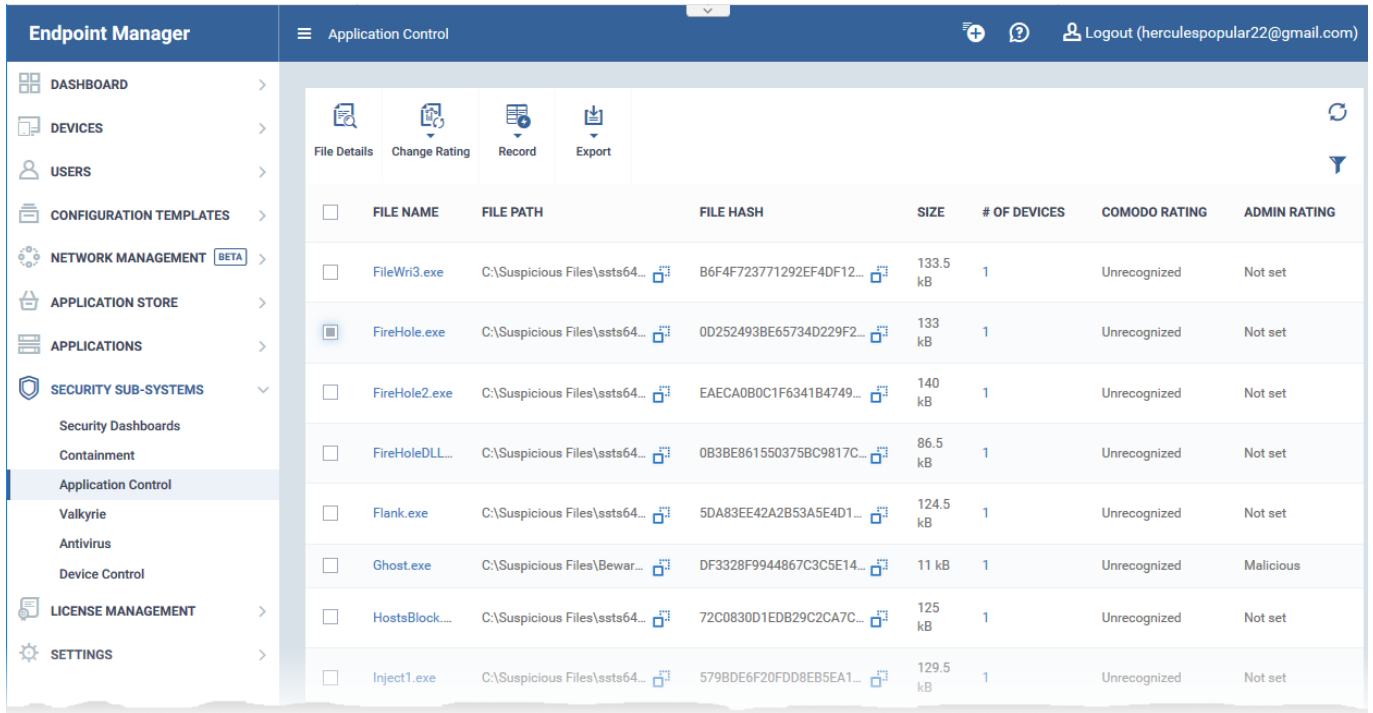 Endpoint Manager
Application Control
Logout (herculespopular22@gmail.com)
DASHBOARD
DEVICES
USERS
CONFIGURATION TEMPLATES
NETWORK MANAGEMENT BETA
APPLICATION STORE
APPLICATIONS
SECURITY SUB-SYSTEMS
Security Dashboards
Containment
Application Control
Valkyrie
Antivirus
Device Control
LICENSE MANAGEMENT
SETTINGS
File Details Change Rating Record Export
FILE NAME FILE PATH FILE HASH SIZE # OF DEVICES COMODO RATING ADMIN RATING
FileWri3.exe C:\Suspicious Files\ssts64... B6F4F723771292EF4DF12... 133.5 kB 1 Unrecognized Not set
FireHole.exe C:\Suspicious Files\ssts64... 0D252493BE65734D229F2... 133 kB 1 Unrecognized Not set
FireHole2.exe C:\Suspicious Files\ssts64... EAECA0B0C1F6341B4749... 140 kB 1 Unrecognized Not set
FireHoleDLL... C:\Suspicious Files\ssts64... 0B3BE861550375BC9817C... 86.5 kB 1 Unrecognized Not set
Flank.exe C:\Suspicious Files\ssts64... 5DA83EE42A2B53A5E4D1... 124.5 kB 1 Unrecognized Not set
Ghost.exe C:\Suspicious Files\Bewar... DF3328F9944867C3C5E14... 11 kB 1 Unrecognized Malicious
HostsBlock.... C:\Suspicious Files\ssts64... 72C0830D1EDB29C2CA7C... 125 kB 1 Unrecognized Not set
Inject1.exe C:\Suspicious Files\ssts64... 579BDE6F20FDD8EB5EA1... 129.5 kB 1 Unrecognized Not set